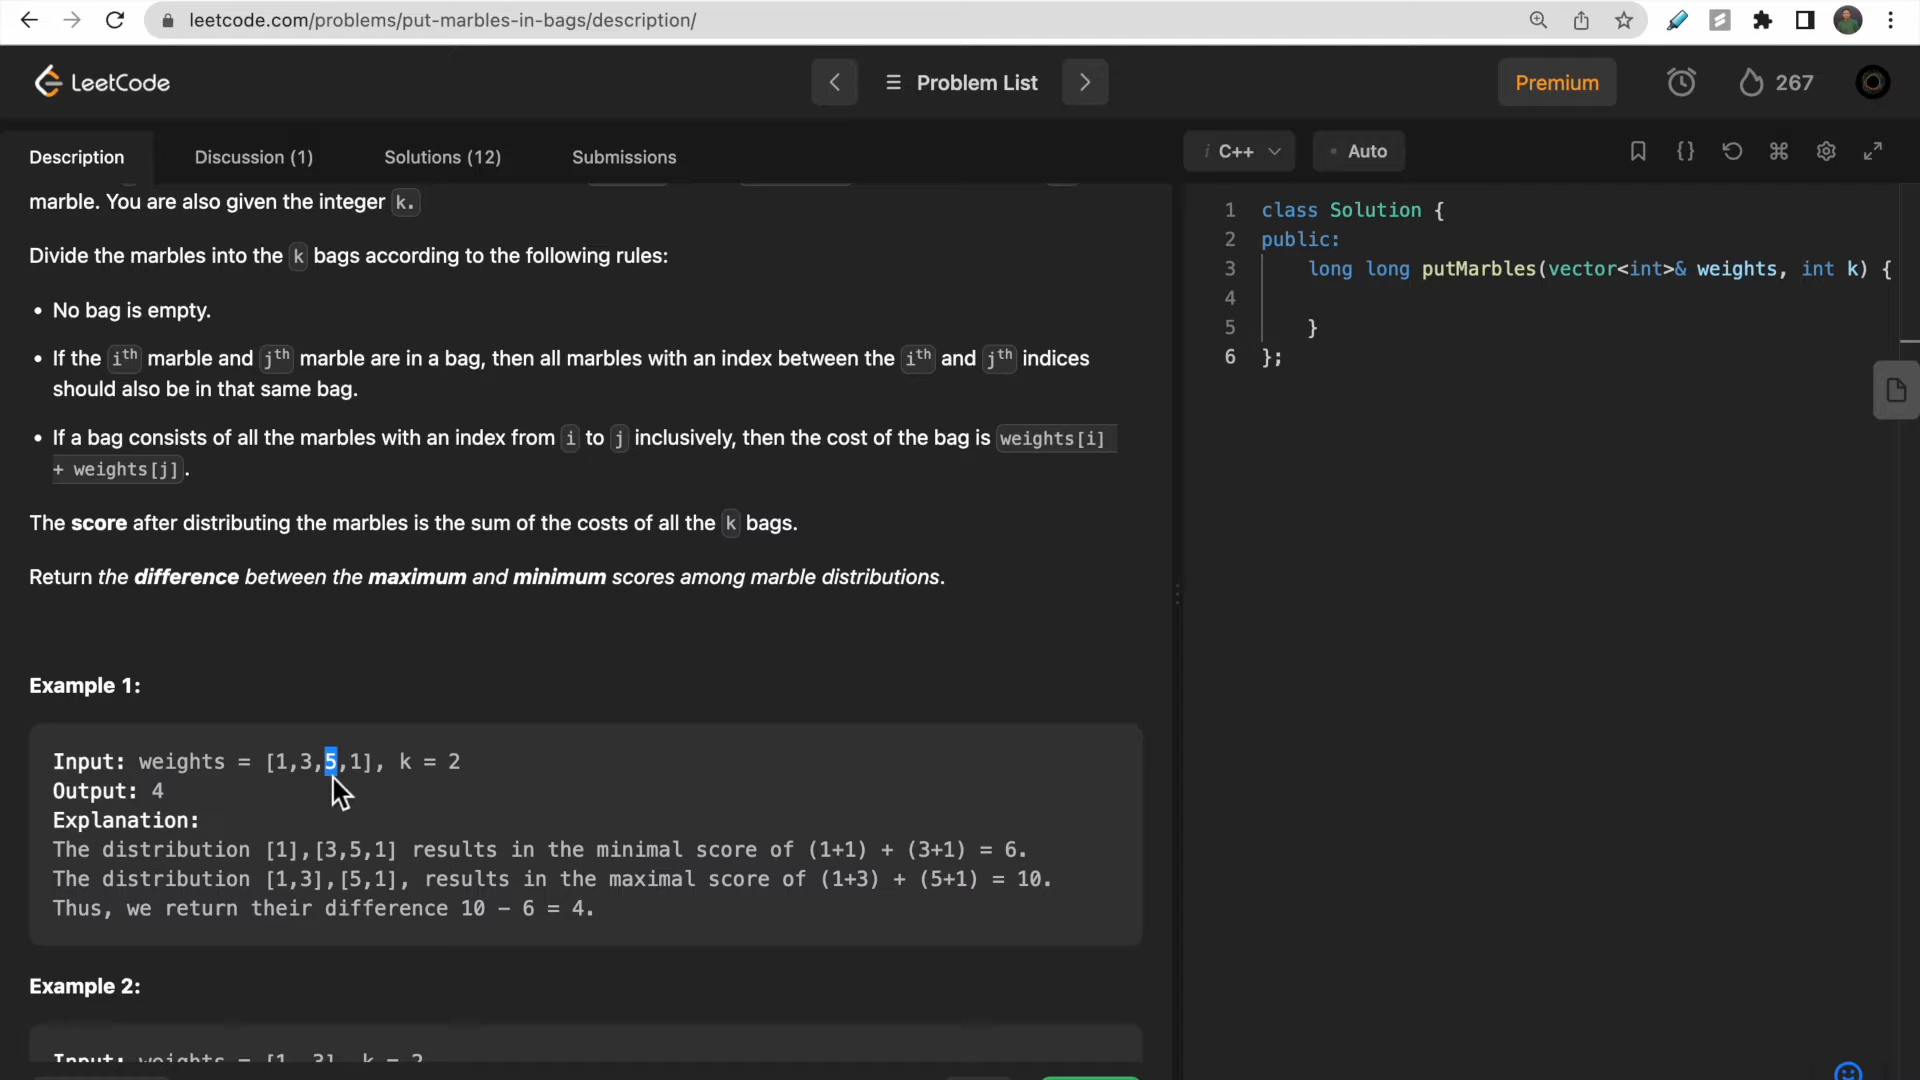 leetcode.com/problems/put-marbles-in-bags/description/
LeetCode
Problem List
Premium
267
Description
Discussion (1)
Solutions (12)
Submissions
i C++
Auto
marble. You are also given the integer k.
Divide the marbles into the k bags according to the following rules:
• No bag is empty.
• If the ith marble and jth marble are in a bag, then all marbles with an index between the ith and jth indices
should also be in that same bag.
• If a bag consists of all the marbles with an index from i to j inclusively, then the cost of the bag is weights[i]
+ weights[j].
The score after distributing the marbles is the sum of the costs of all the k bags.
Return the difference between the maximum and minimum scores among marble distributions.
Example 1:
Input: weights = [1,3,5,1], k = 2
Output: 4
Explanation:
The distribution [1],[3,5,1] results in the minimal score of (1+1) + (3+1) = 6.
The distribution [1,3],[5,1], results in the maximal score of (1+3) + (5+1) = 10.
Thus, we return their difference 10 - 6 = 4.
Example 2:
Input: weights = [1, 3], k = 2
1 class Solution {
2 public:
3 long long putMarbles(vector<int>& weights, int k) {
4
5 }
6 };